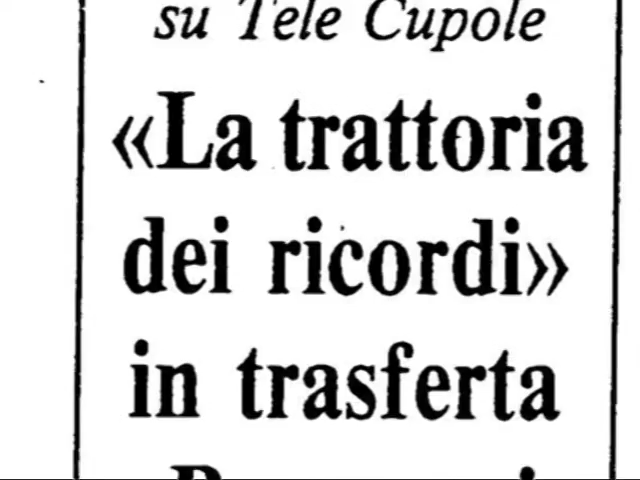 su Tele Cupole
«La trattoria
dei ricordi»
in trasferta